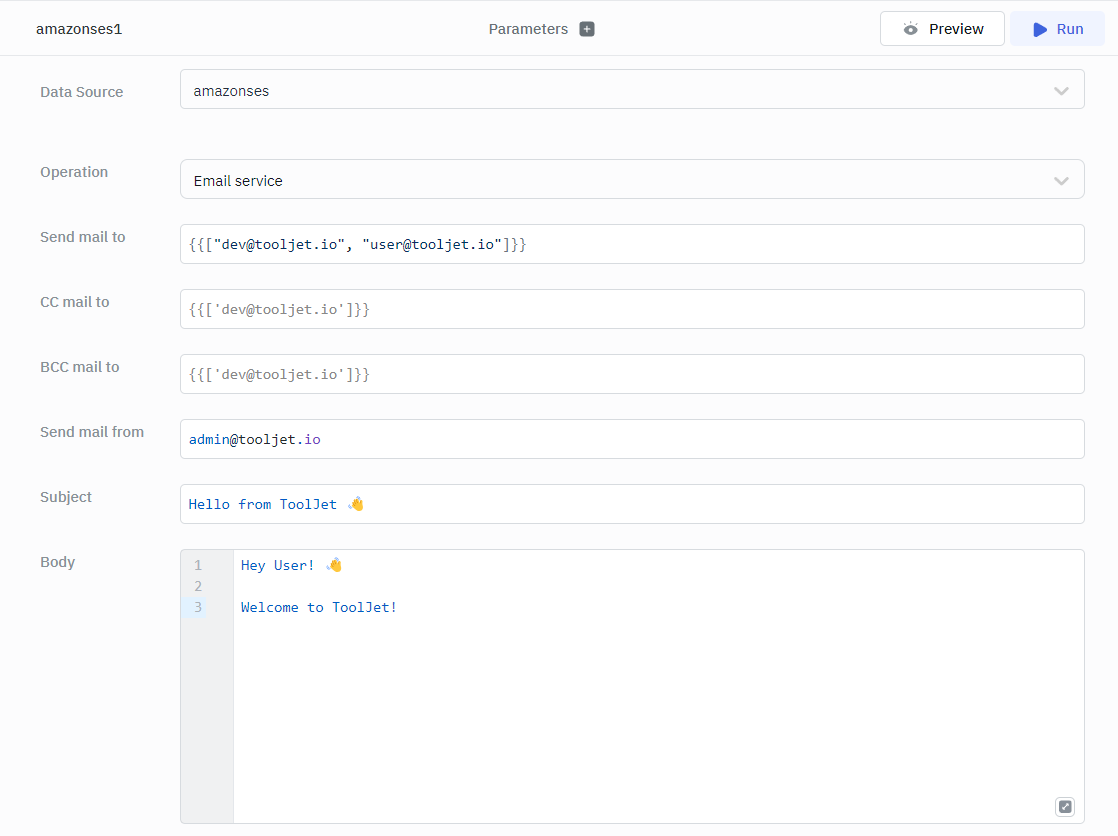 amazonses1
Parameters
Preview
Run
Data Source
amazonses
Operation
Email service
Send mail to
{{["dev@tooljet.io", "user@tooljet.io"]}}
CC mail to
{{['dev@tooljet.io']}}
BCC mail to
{{['dev@tooljet.io']}}
Send mail from
admin@tooljet.io
Subject
Hello from ToolJet 👋
Body
1 Hey User! 👋
2
3 Welcome to ToolJet!